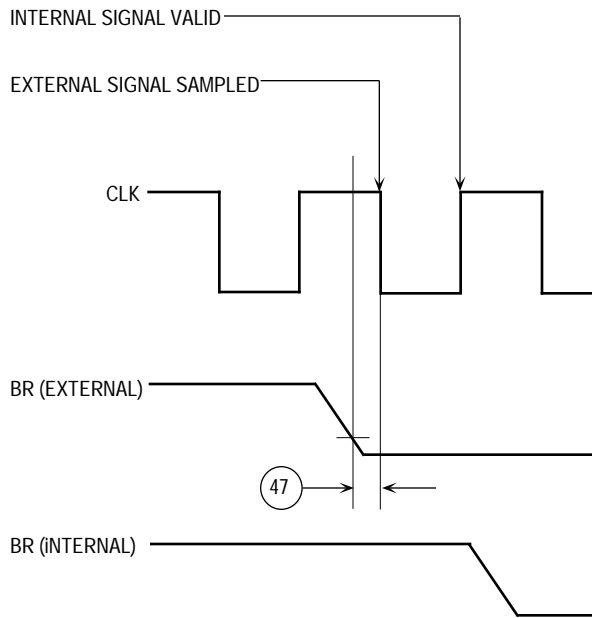 INTERNAL SIGNAL VALID
EXTERNAL SIGNAL SAMPLED
CLK
BR (EXTERNAL)
47
BR (iNTERNAL)